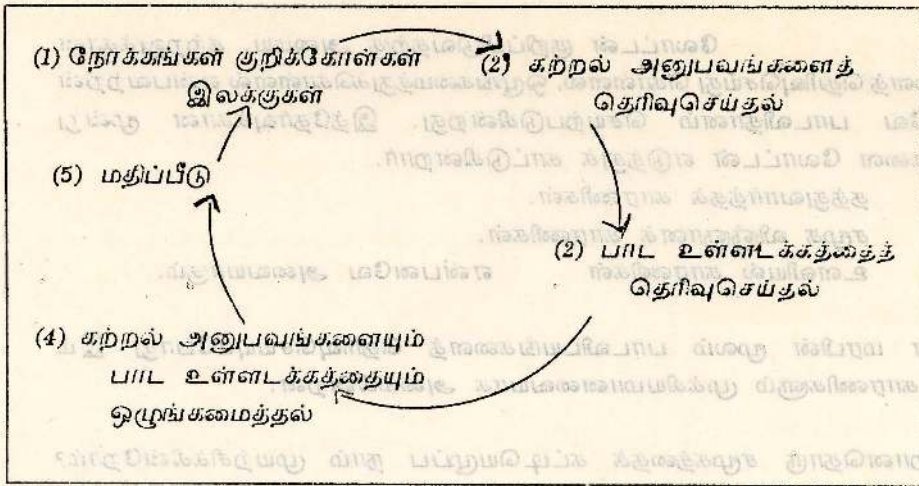 (1) நோக்கங்கள் குறிக்கோள்கள்
இலக்குகள்
(2) கற்றல் அனுபவங்களைத்
தெரிவுசெய்தல்
(2) பாட உள்ளடக்கத்தைத்
தெரிவுசெய்தல்
(4) கற்றல் அனுபவங்களையும்
பாட உள்ளடக்கத்தையும்
ஒழுங்கமைத்தல்
(5) மதிப்பீடு